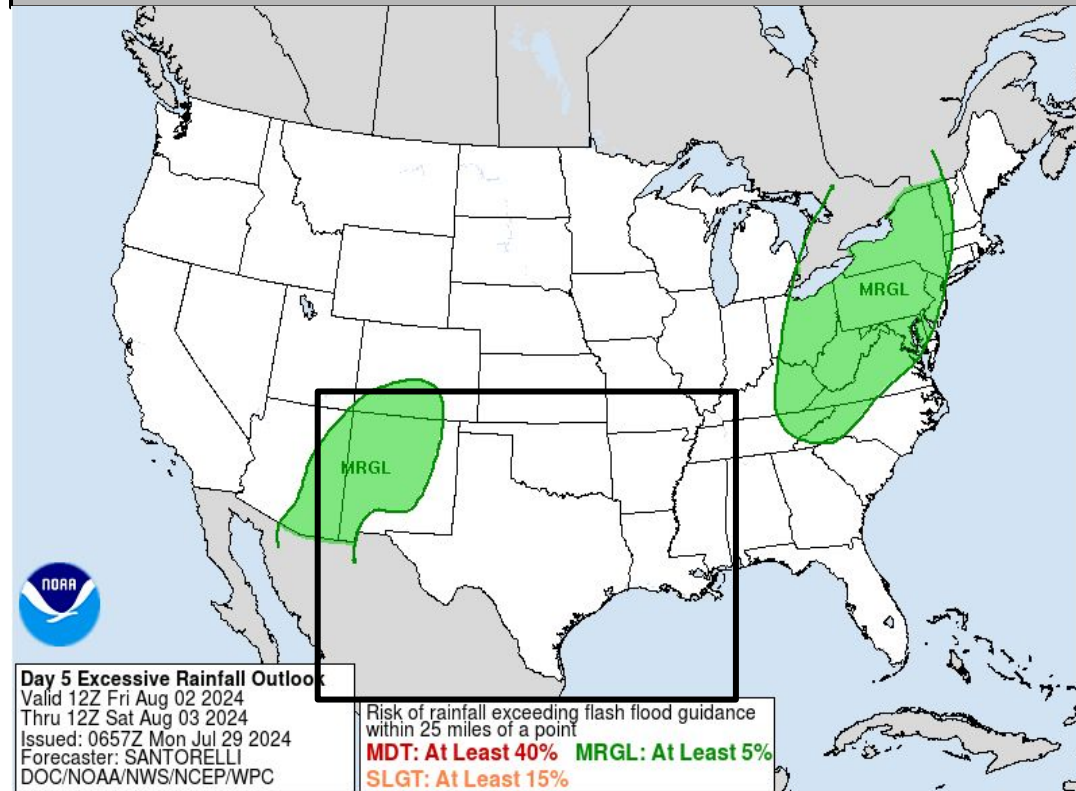 MRGL
MRGL
NOAA
Day 5 Excessive Rainfall Outlook
Valid 12Z Fri Aug 02 2024
Thru 12Z Sat Aug 03 2024
Issued: 0657Z Mon Jul 29 2024
Forecaster: SANTORELLI
DOC/NOAA/NWS/NCEP/WPC
Risk of rainfall exceeding flash flood guidance
within 25 miles of a point
MDT: At Least 40% MRGL: At Least 5%
SLGT: At Least 15%